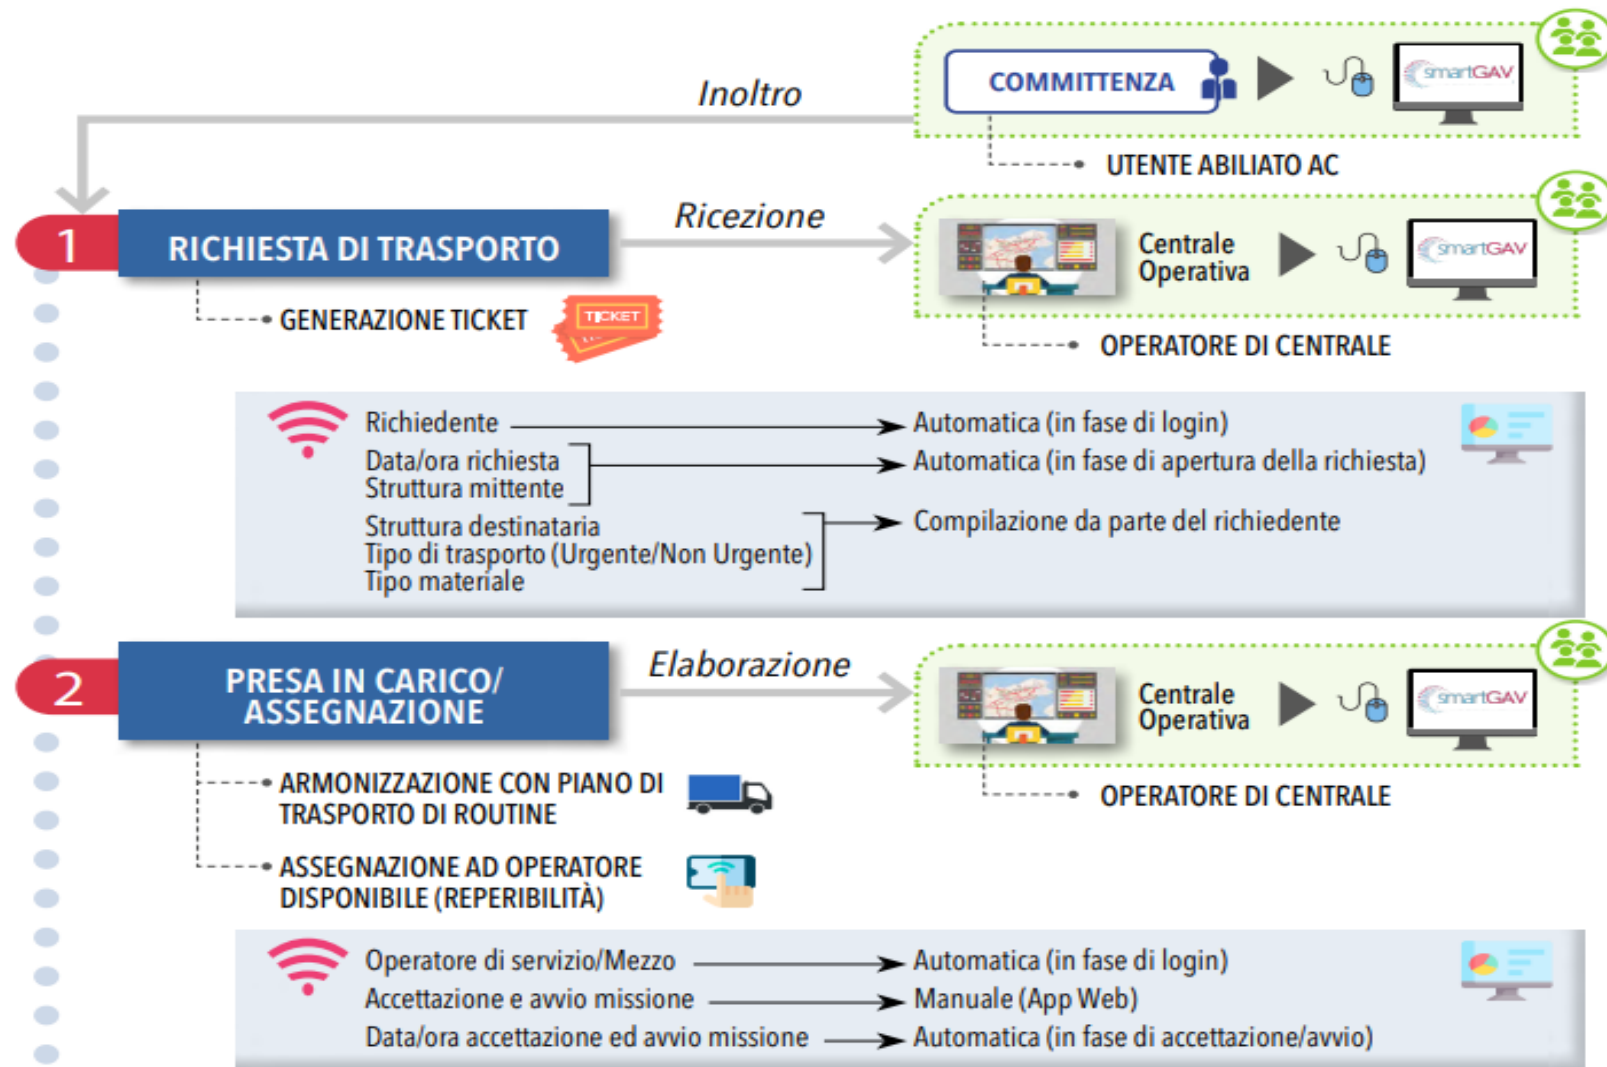 Inoltro
COMMITTENZA
smartGAV
UTENTE ABILIATO AC
1
RICHIESTA DI TRASPORTO
Ricezione
Centrale
Operativa
smartGAV
GENERAZIONE TICKET
TICKET
OPERATORE DI CENTRALE
Richiedente
Automatica (in fase di login)
Data/ora richiesta
Struttura mittente
Automatica (in fase di apertura della richiesta)
Struttura destinataria
Tipo di trasporto (Urgente/Non Urgente)
Tipo materiale
Compilazione da parte del richiedente
2
PRESA IN CARICO/
ASSEGNAZIONE
Elaborazione
Centrale
Operativa
smartGAV
OPERATORE DI CENTRALE
ARMONIZZAZIONE CON PIANO DI
TRASPORTO DI ROUTINE
ASSEGNAZIONE AD OPERATORE
DISPONIBILE (REPERIBILITÀ)
Operatore di servizio/Mezzo
Automatica (in fase di login)
Accettazione e avvio missione
Manuale (App Web)
Data/ora accettazione ed avvio missione
Automatica (in fase di accettazione/avvio)